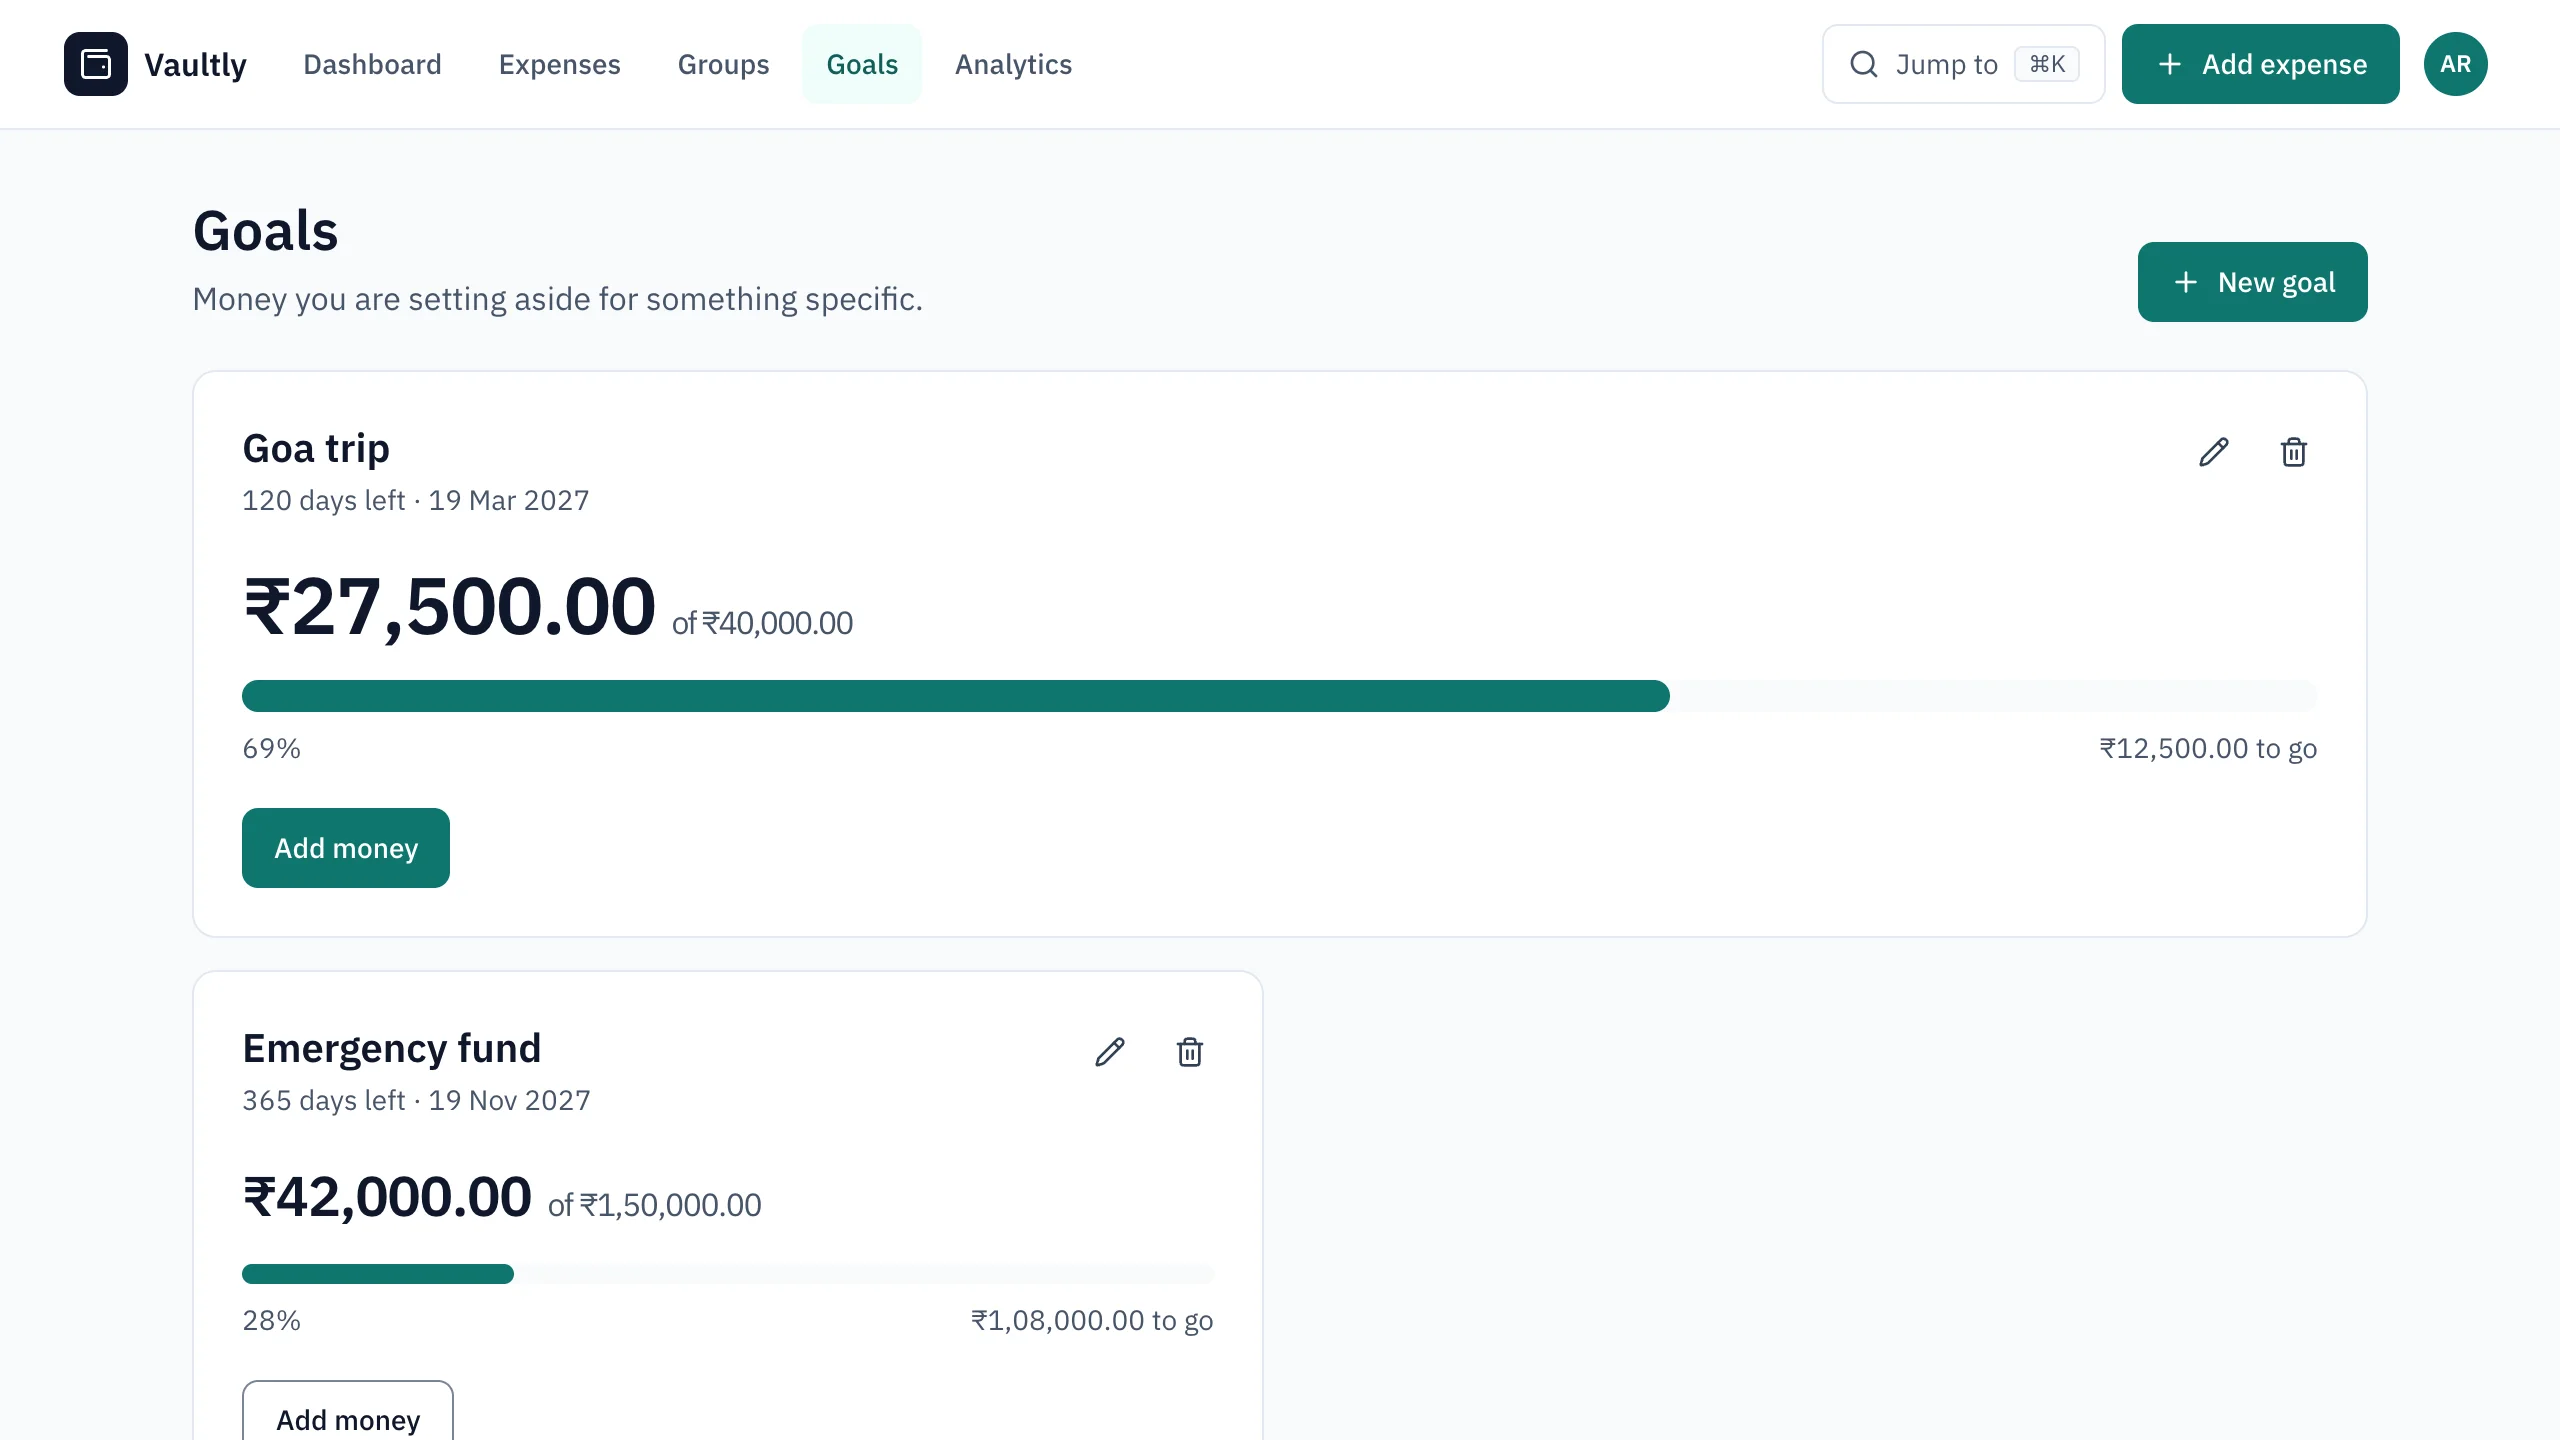 Vaultly
Dashboard
Expenses
Groups
Goals
Analytics
Jump to ⌘K
Add expense
AR
Goals
Money you are setting aside for something specific.
New goal
Goa trip
120 days left · 19 Mar 2027
₹27,500.00 of ₹40,000.00
69%
₹12,500.00 to go
Add money
Emergency fund
365 days left · 19 Nov 2027
₹42,000.00 of ₹1,50,000.00
28%
₹1,08,000.00 to go
Add money